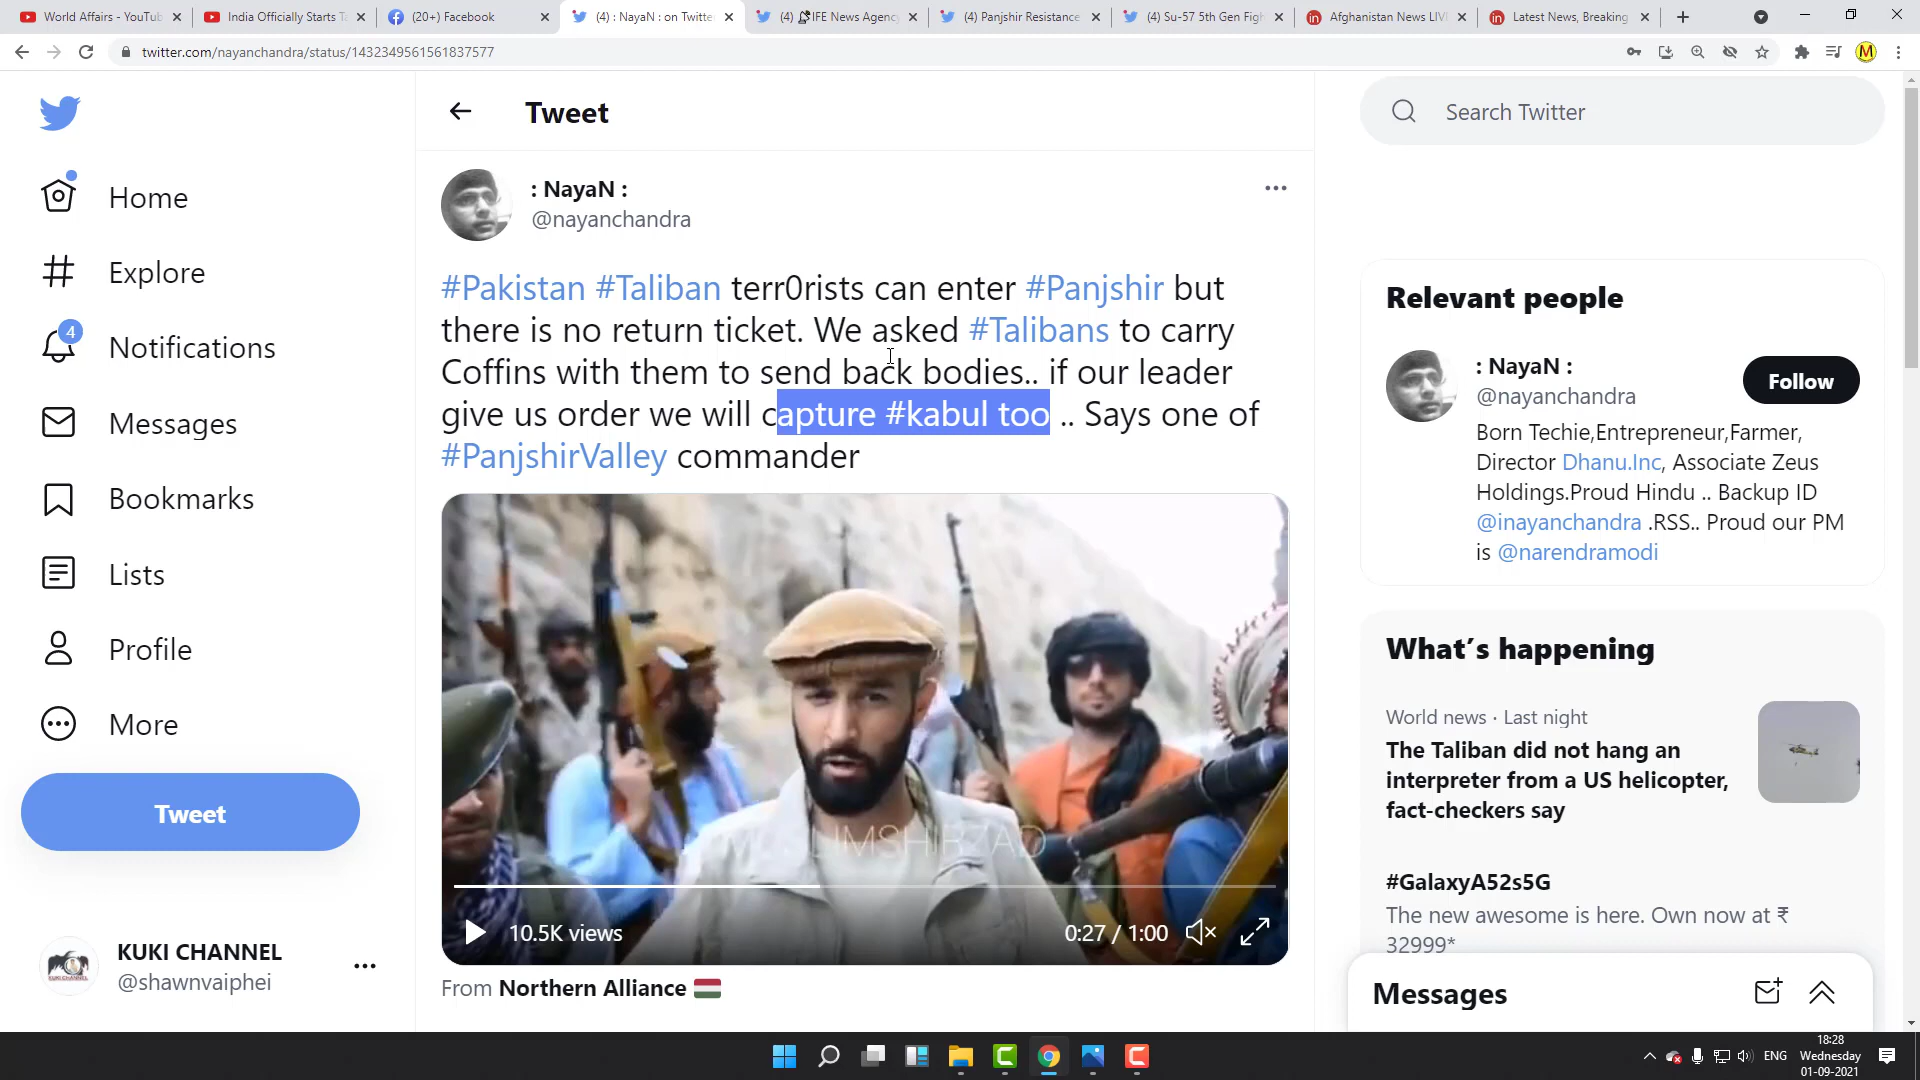 World Affairs - YouTub
India Officially Starts Ta
(20+) Facebook
(4) : NayaN : on Twitte
(4) IFE News Agency
(4) Panjshir Resistance
(4) Su-57 5th Gen Figh
Afghanistan News LIV
Latest News, Breaking
twitter.com/nayanchandra/status/1432349561561837577
M
Home
Explore
4
Notifications
Messages
Bookmarks
Lists
Profile
More
Tweet
KUKI CHANNEL
@shawnvaiphei
Tweet
: NayaN :
@nayanchandra
#Pakistan #Taliban terr0rists can enter #Panjshir but
there is no return ticket. We asked #Talibans to carry
Coffins with them to send back bodies.. if our leader
give us order we will capture #kabul too .. Says one of
#PanjshirValley commander
10.5K views
0:27 / 1:00
From Northern Alliance
Search Twitter
Relevant people
: NayaN :
@nayanchandra
Follow
Born Techie,Entrepreneur,Farmer,
Director Dhanu.Inc, Associate Zeus
Holdings.Proud Hindu .. Backup ID
@inayanchandra .RSS.. Proud our PM
is @narendramodi
What's happening
World news · Last night
The Taliban did not hang an
interpreter from a US helicopter,
fact-checkers say
#GalaxyA52s5G
The new awesome is here. Own now at ₹
32999*
Messages
ENG
18:28
Wednesday
01-09-2021